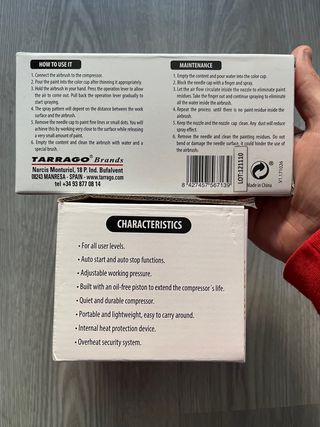 HOW TO USE IT
1. Connect the airbrush to the compressor.
2. Pour the paint into the color cup after thinning it appropriately.
3. Hold the airbrush in your hand. Press the operation lever to allow
the air to come out. Pull back the operation lever gradually to
start spraying.
4. The spray pattern will depend on the distance between the work
surface and the airbrush.
5. Remove the needle cap to paint fine lines or small dots. You will
achieve this by working very close to the surface while releasing
a very small amount of paint.
6. Empty the content and clean the airbrush with water and a
special brush.
TARRAGO® Brands
Narcís Monturiol, 18 P. Ind. Bufalvent
08243 MANRESA - SPAIN - www.tarrago.com
tel +34 93 877 08 14
MAINTENANCE
1. Empty the content and pour water into the color cup.
2. Block the needle cap with a finger and spray.
3. Let the air flow circulate inside the nozzle to eliminate paint
residues. Take the finger out and continue spraying to eliminate
all the water inside the airbrush.
4. Repeat the process until there is no paint residue inside the
airbrush.
5. Keep the nozzle and the nozzle cap clean. Any dust will reduce
spray effect.
6. Remove the needle and clean the painting residues. Do not
bend or damage the needle surface, it could hinder the use of the
airbrush.
8 427457 567139
LOT:121110
Made in China
V1.171026
CHARACTERISTICS
• For all user levels.
• Auto start and auto stop functions.
• Adjustable working pressure.
• Built with an oil-free piston to extend the compressor´s life.
• Quiet and durable compressor.
• Portable and lightweight, easy to carry around.
• Internal heat protection device.
• Overheat security system.